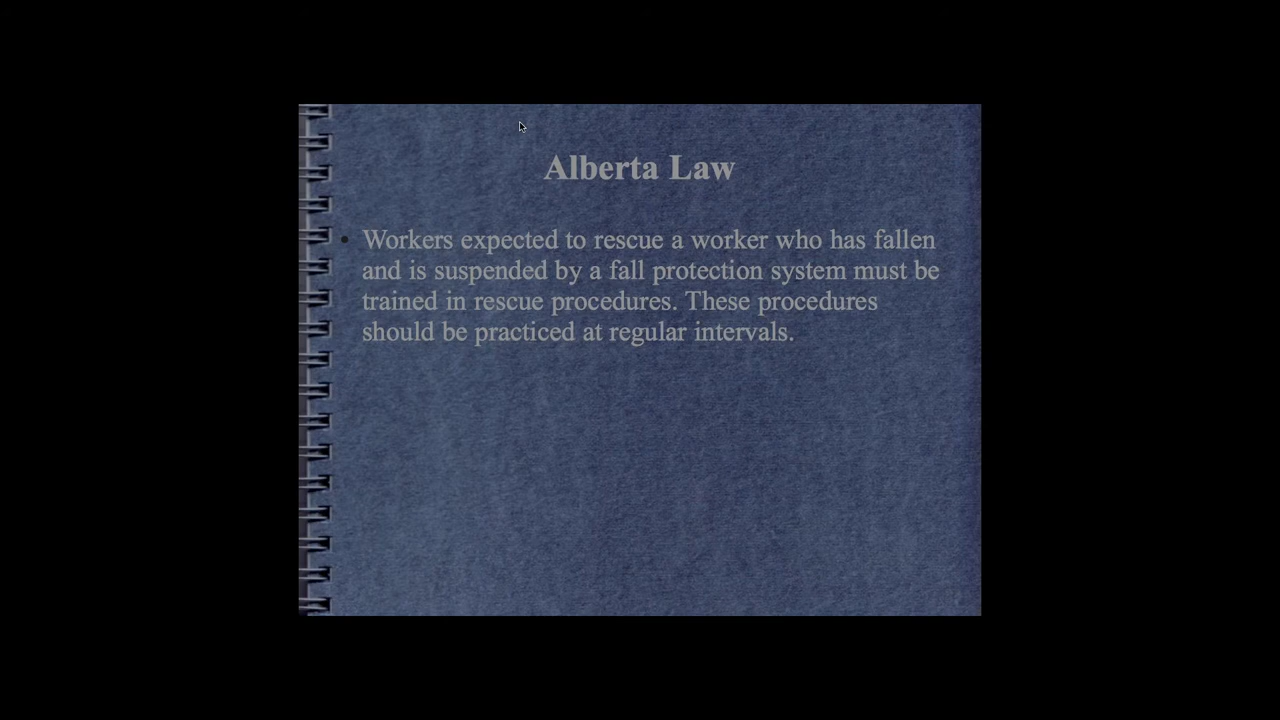 Alberta Law
• Workers expected to rescue a worker who has fallen
and is suspended by a fall protection system must be
trained in rescue procedures. These procedures
should be practiced at regular intervals.